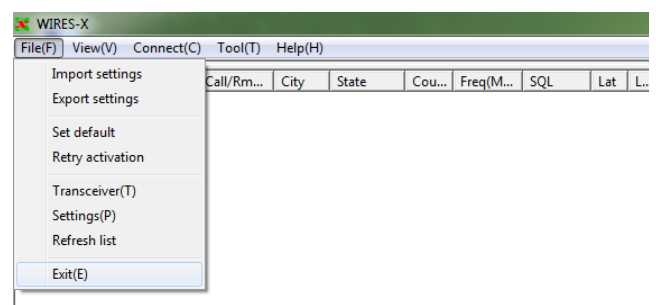 WIRES-X
File(F) View(V) Connect(C) Tool(T) Help(H)
Call/Rm... City State Cou... Freq(M... SQL Lat L...
Import settings
Export settings
Set default
Retry activation
Transceiver(T)
Settings(P)
Refresh list
Exit(E)